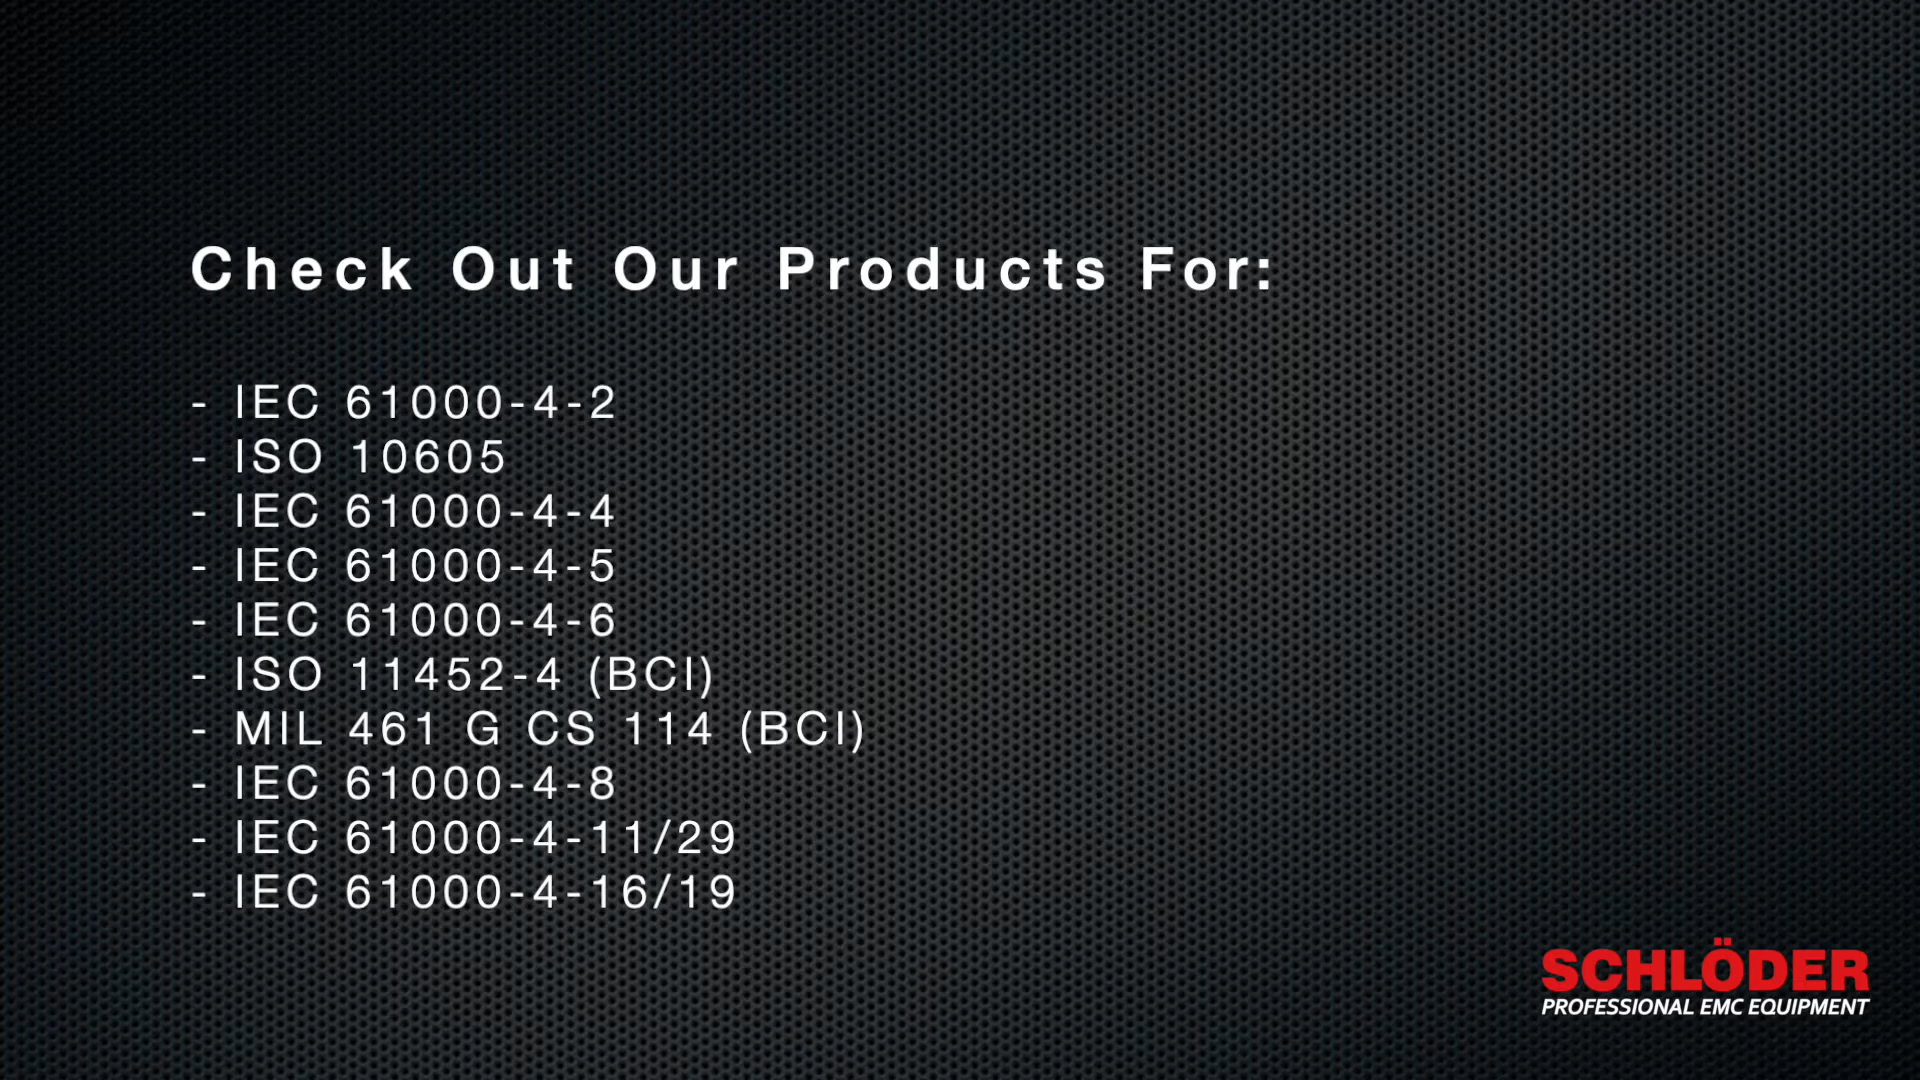 Check Out Our Products For:
- IEC 61000-4-2
- ISO 10605
- IEC 61000-4-4
- IEC 61000-4-5
- IEC 61000-4-6
- ISO 11452-4 (BCI)
- MIL 461 G CS 114 (BCI)
- IEC 61000-4-8
- IEC 61000-4-11/29
- IEC 61000-4-16/19
SCHLÖDER
PROFESSIONAL EMC EQUIPMENT